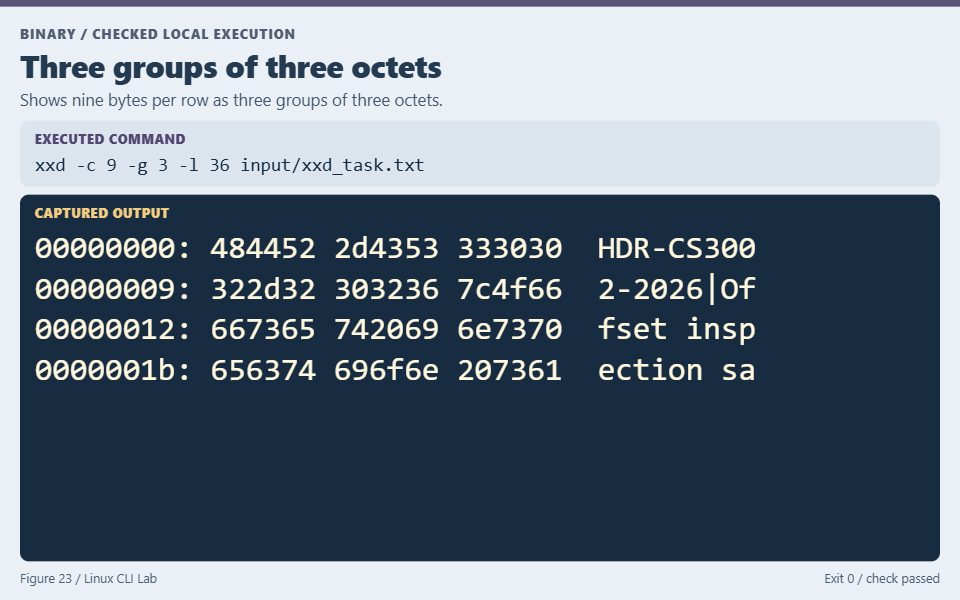 BINARY / CHECKED LOCAL EXECUTION
Three groups of three octets
Shows nine bytes per row as three groups of three octets.
EXECUTED COMMAND
xxd -c 9 -g 3 -l 36 input/xxd_task.txt
CAPTURED OUTPUT
00000000: 484452 2d4353 333030  HDR-CS300
00000009: 322d32 303236 7c4f66  2-2026|Of
00000012: 667365 742069 6e7370  fset insp
0000001b: 656374 696f6e 207361  ection sa
Figure 23 / Linux CLI Lab
Exit 0 / check passed